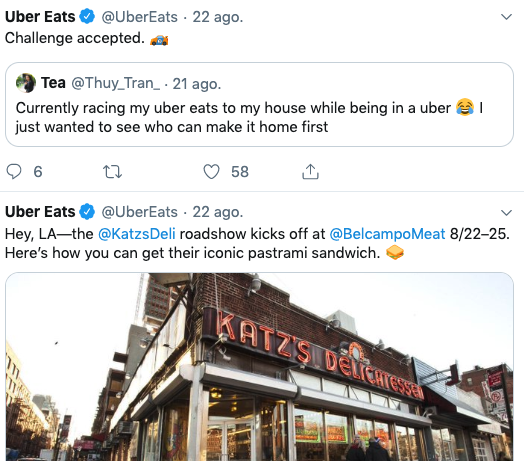 Uber Eats @UberEats · 22 ago.
Challenge accepted.
Tea @Thuy_Tran_ · 21 ago.
Currently racing my uber eats to my house while being in a uber 😂 I
just wanted to see who can make it home first
6
58
Uber Eats @UberEats · 22 ago.
Hey, LA—the @KatzsDeli roadshow kicks off at @BelcampoMeat 8/22–25.
Here’s how you can get their iconic pastrami sandwich. 🥪
KATZ'S DELICATESSEN